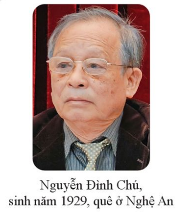 Nguyễn Đình Chú,
sinh năm 1929, quê ở Nghệ An